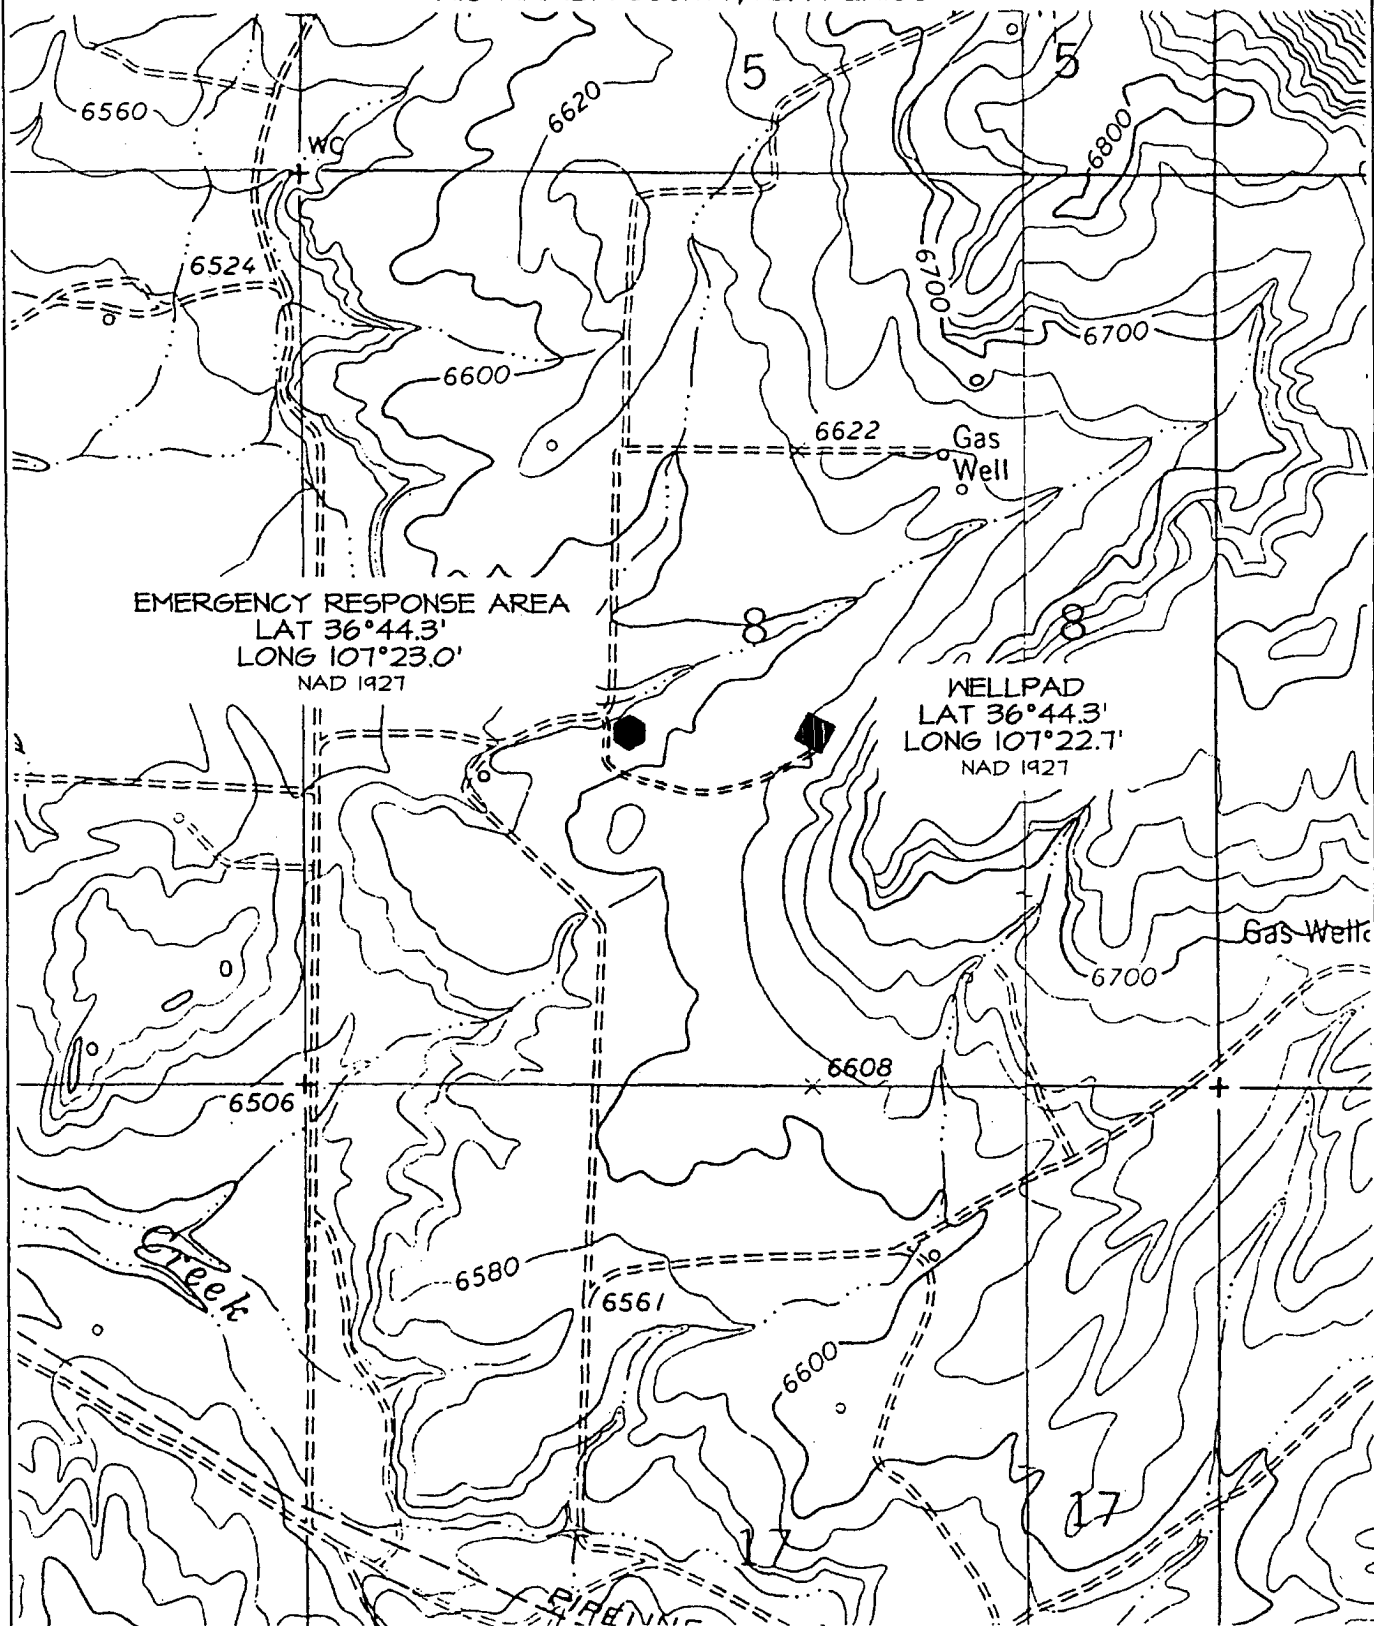 5
5
6560
6620
6800
WC
6524
6700
6700
6600
6622
Gas
Well
EMERGENCY RESPONSE AREA
LAT 36°44.3'
LONG 107°23.0'
NAD 1927
8
8
WELLPAD
LAT 36°44.3'
LONG 107°22.7'
NAD 1927
Gas Well
6700
6608
6506
Creek
6580
6561
6600
17
17
PIPELINE